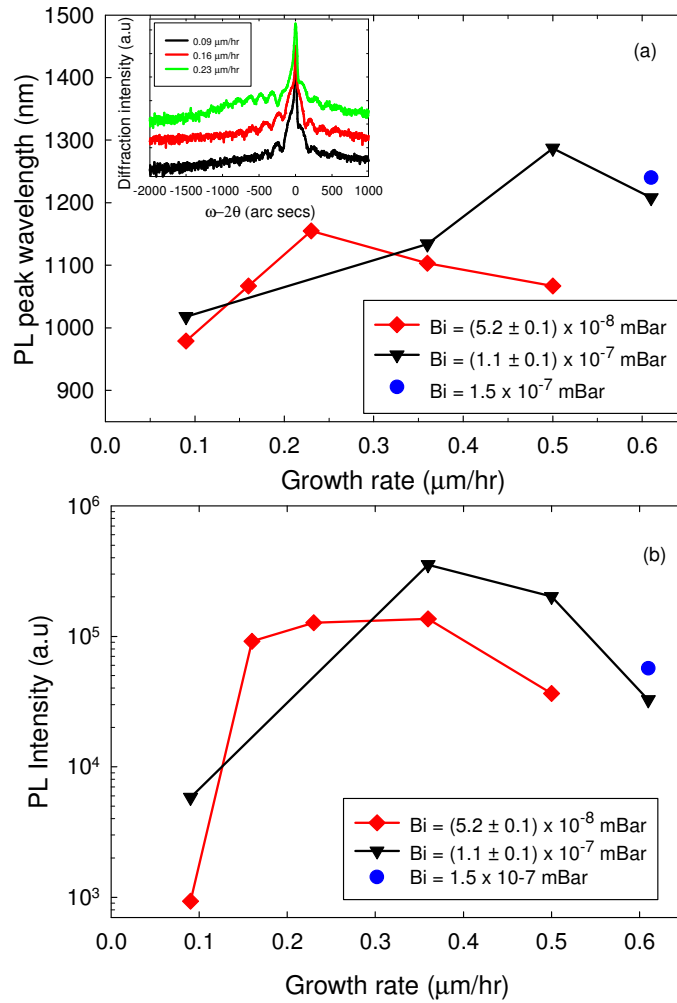 1500
(a)
0.09 μm/hr
0.16 μm/hr
0.23 μm/hr
Diffraction intensity (a.u)
-2000 -1500 -1000 -500 0 500 1000
ω–2θ (arc secs)
1400
1300
1200
1100
1000
900
PL peak wavelength (nm)
Bi = (5.2 ± 0.1) x 10⁻⁸ mBar
Bi = (1.1 ± 0.1) x 10⁻⁷ mBar
Bi = 1.5 x 10⁻⁷ mBar
0.0 0.1 0.2 0.3 0.4 0.5 0.6
Growth rate (μm/hr)
10⁶
(b)
10⁵
10⁴
10³
PL Intensity (a.u)
Bi = (5.2 ± 0.1) x 10⁻⁸ mBar
Bi = (1.1 ± 0.1) x 10⁻⁷ mBar
Bi = 1.5 x 10-7 mBar
0.0 0.1 0.2 0.3 0.4 0.5 0.6
Growth rate (μm/hr)